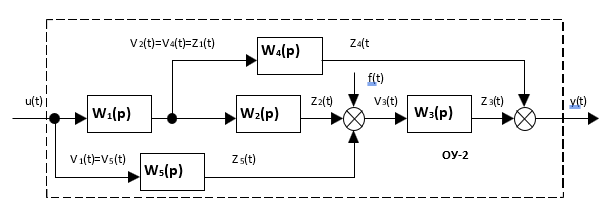 V₂(t)=V₄(t)=Z₁(t)
W₄(p)
Z₄(t
f(t)
u(t)
W₁(p)
W₂(p)
Z₂(t)
V₃(t)
W₃(p)
Z₃(t)
y(t)
V₁(t)=V₅(t)
W₅(p)
Z₅(t)
ОУ-2